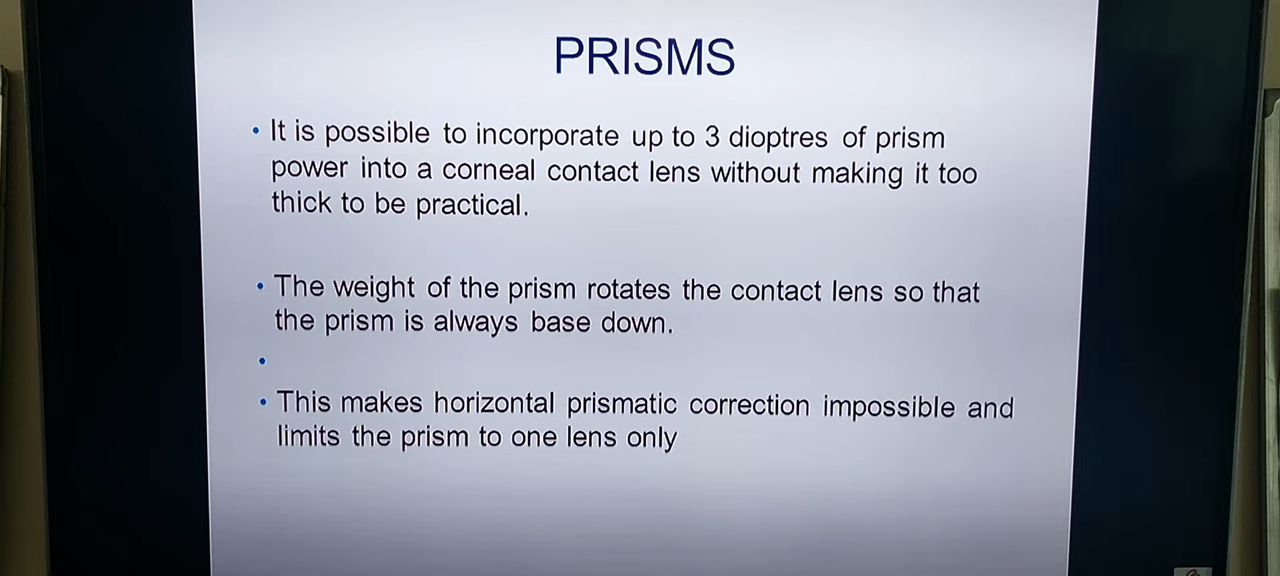 PRISMS
• It is possible to incorporate up to 3 dioptres of prism
power into a corneal contact lens without making it too
thick to be practical.
• The weight of the prism rotates the contact lens so that
the prism is always base down.
•
• This makes horizontal prismatic correction impossible and
limits the prism to one lens only